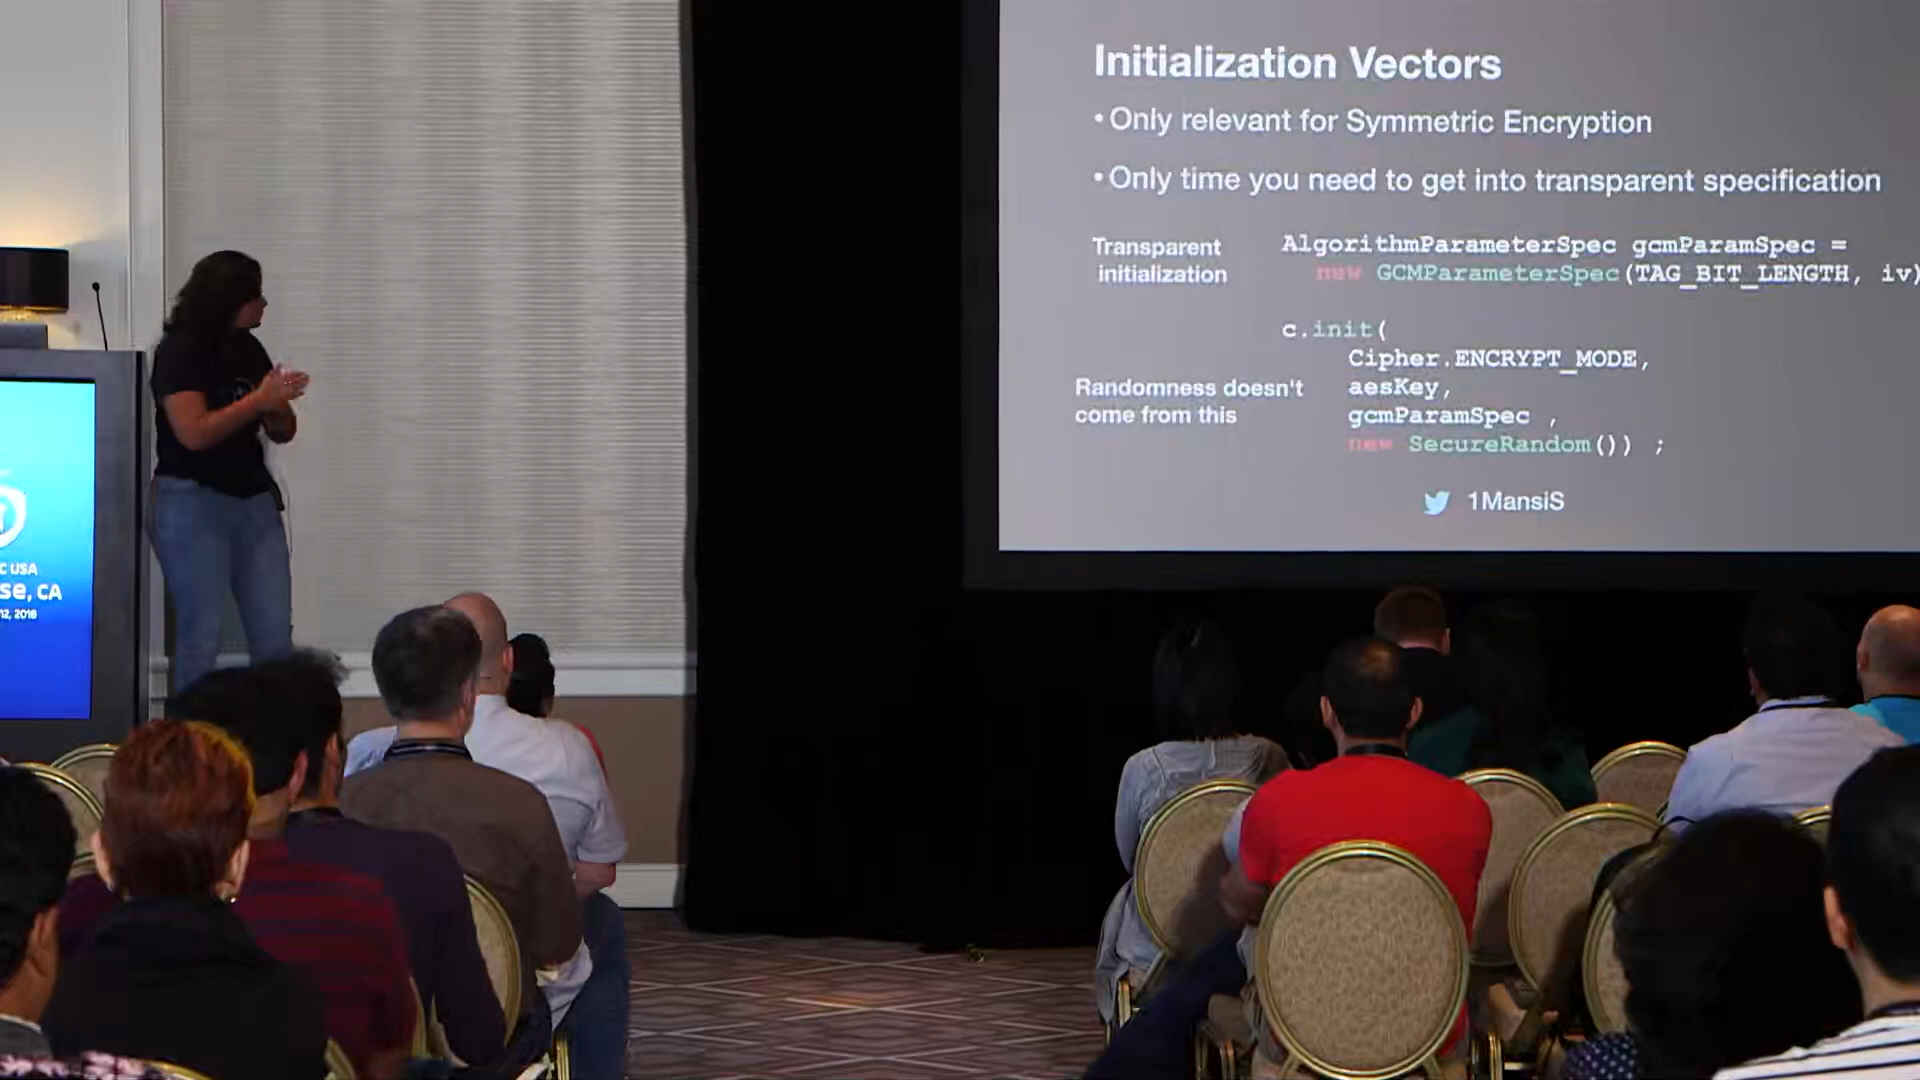 Initialization Vectors
• Only relevant for Symmetric Encryption
• Only time you need to get into transparent specification
Transparent
initialization
AlgorithmParameterSpec gcmParamSpec =
new GCMParameterSpec(TAG_BIT_LENGTH, iv)
c.init(
Cipher.ENCRYPT_MODE,
aesKey,
gcmParamSpec ,
new SecureRandom()) ;
Randomness doesn't
come from this
1MansiS
C USA
se, CA
12, 2018